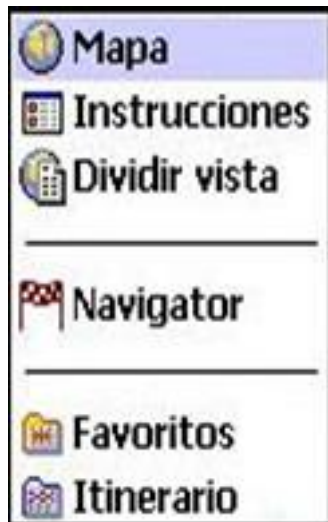 Mapa
Instrucciones
Dividir vista
Navigator
Favoritos
Itinerario